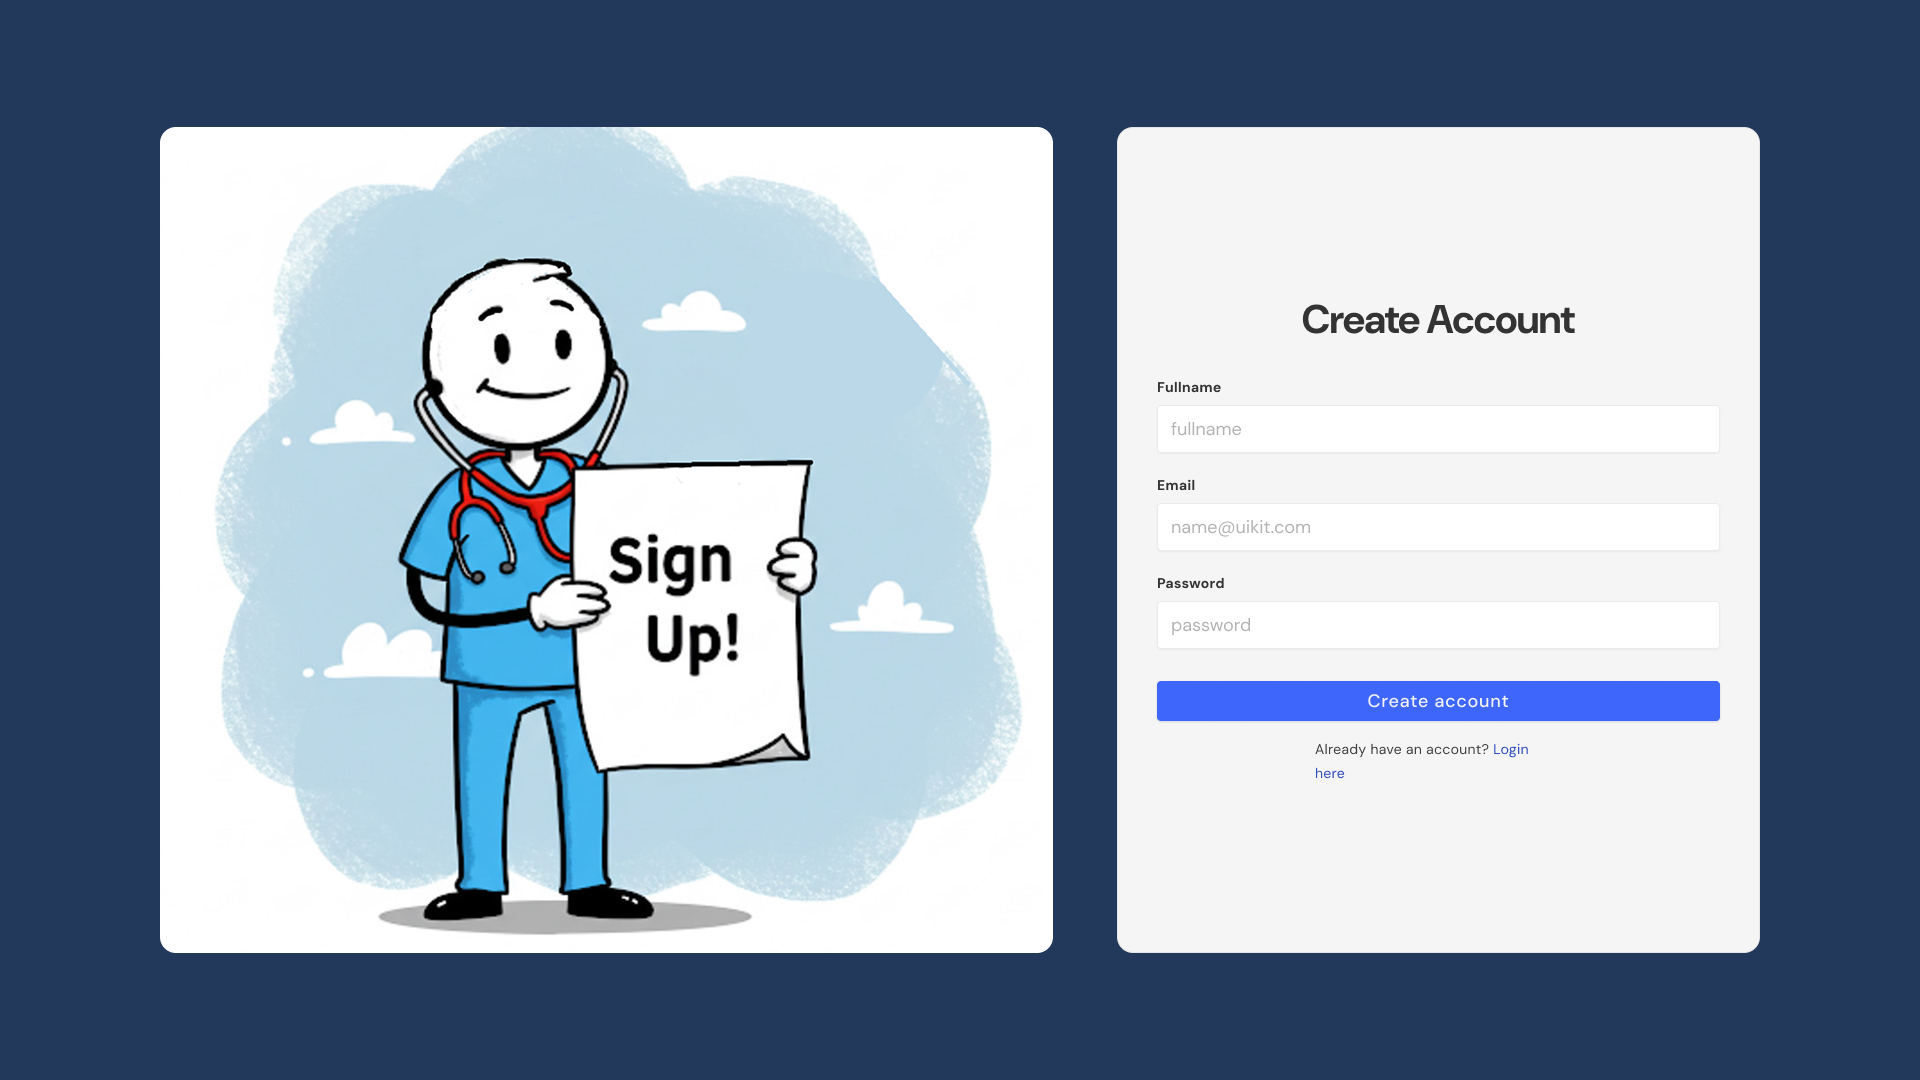 Sign
Up!
Create Account
Fullname
fullname
Email
name@uikit.com
Password
password
Create account
Already have an account? Login
here